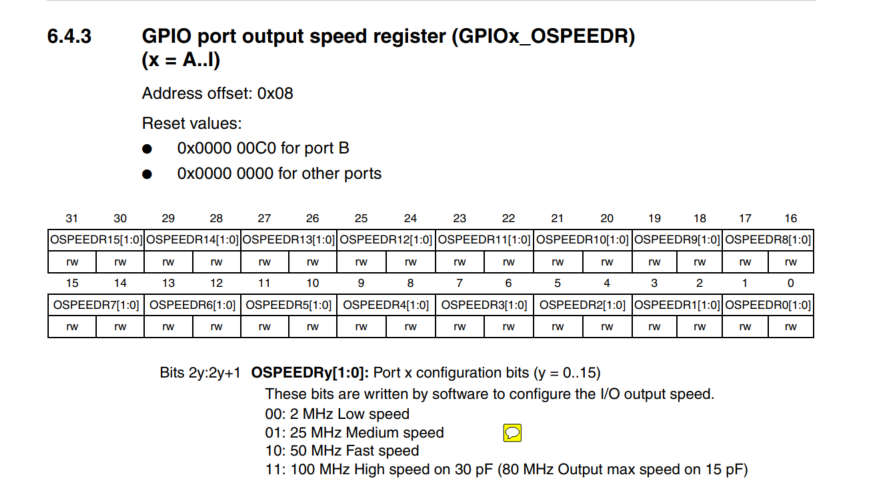 6.4.3 GPIO port output speed register (GPIOx_OSPEEDR)
(x = A..I)
Address offset: 0x08
Reset values:
● 0x0000 00C0 for port B
● 0x0000 0000 for other ports
31 30 29 28 27 26 25 24 23 22 21 20 19 18 17 16
OSPEEDR15[1:0] OSPEEDR14[1:0] OSPEEDR13[1:0] OSPEEDR12[1:0] OSPEEDR11[1:0] OSPEEDR10[1:0] OSPEEDR9[1:0] OSPEEDR8[1:0]
rw rw rw rw rw rw rw rw rw rw rw rw rw rw rw rw
15 14 13 12 11 10 9 8 7 6 5 4 3 2 1 0
OSPEEDR7[1:0] OSPEEDR6[1:0] OSPEEDR5[1:0] OSPEEDR4[1:0] OSPEEDR3[1:0] OSPEEDR2[1:0] OSPEEDR1[1:0] OSPEEDR0[1:0]
rw rw rw rw rw rw rw rw rw rw rw rw rw rw rw rw
Bits 2y:2y+1 OSPEEDRy[1:0]: Port x configuration bits (y = 0..15)
These bits are written by software to configure the I/O output speed.
00: 2 MHz Low speed
01: 25 MHz Medium speed
10: 50 MHz Fast speed
11: 100 MHz High speed on 30 pF (80 MHz Output max speed on 15 pF)